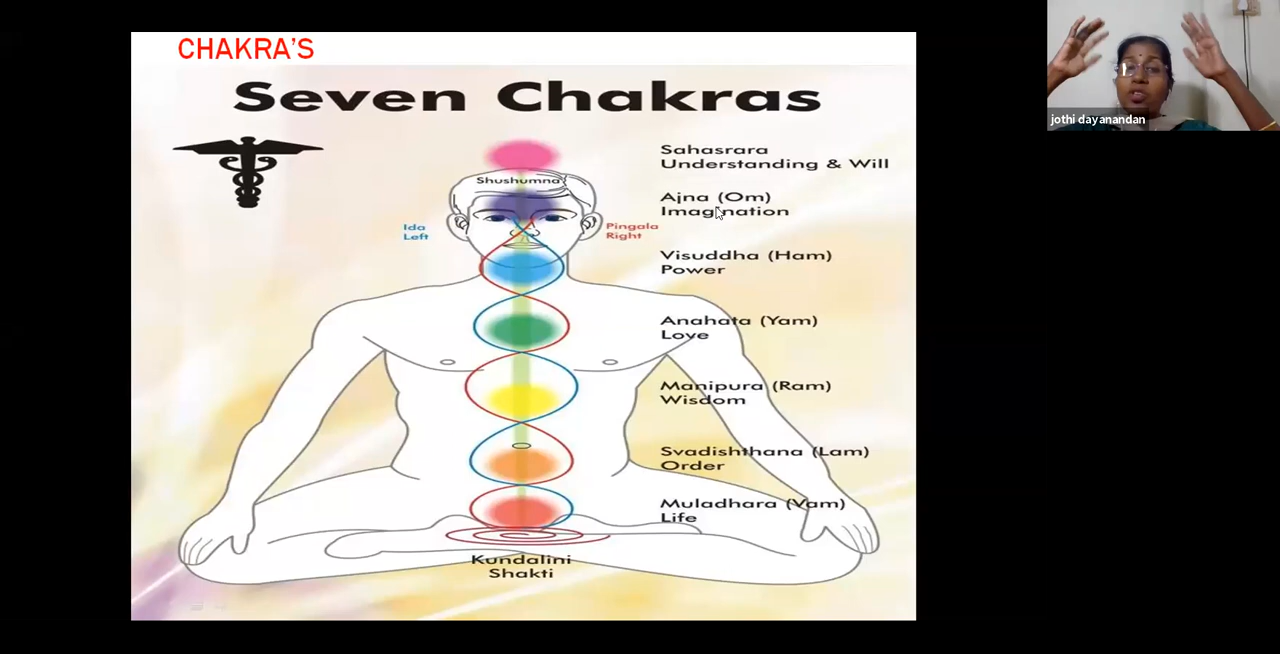 CHAKRA'S
Seven Chakras
jothi dayanandan
Sahasrara
Understanding & Will
Shushumna
Ajna (Om)
Imagination
Ida
Left
Pingala
Right
Visuddha (Ham)
Power
Anahata (Yam)
Love
Manipura (Ram)
Wisdom
Svadishthana (Lam)
Order
Muladhara (Vam)
Life
Kundalini
Shakti